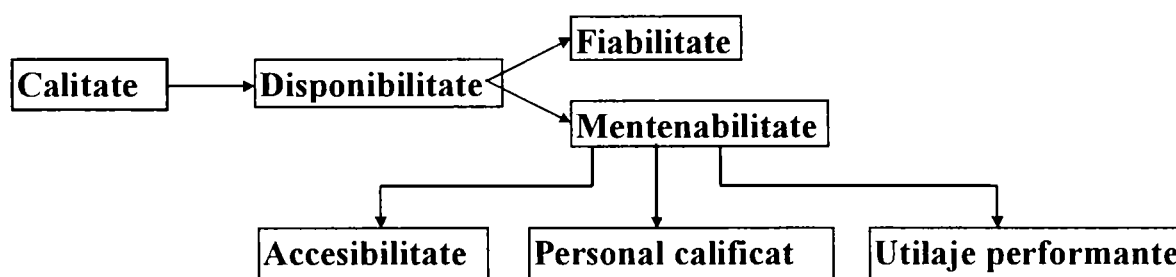 Fiabilitate
Calitate
Disponibilitate
Mentenabilitate
Accesibilitate
Personal calificat
Utilaje performante